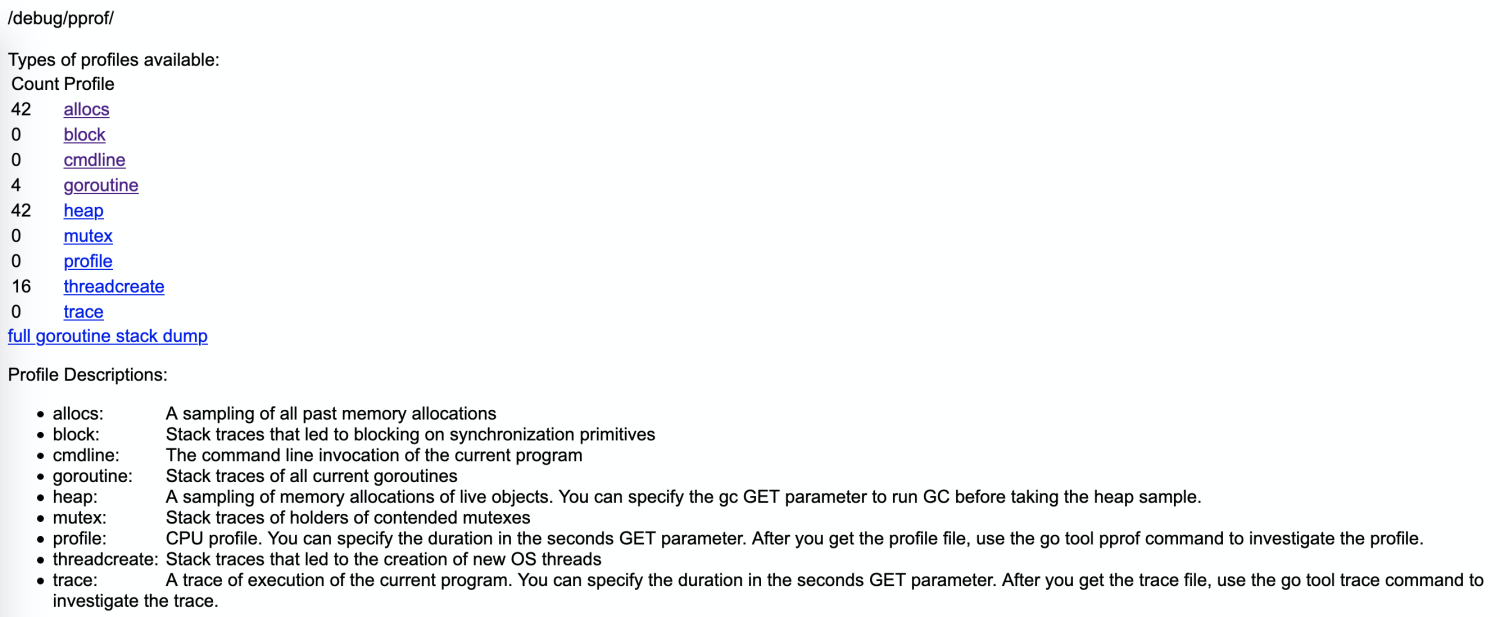 /debug/pprof/
Types of profiles available:
Count Profile
42 allocs
0 block
0 cmdline
4 goroutine
42 heap
0 mutex
0 profile
16 threadcreate
0 trace
full goroutine stack dump
Profile Descriptions:
• allocs: A sampling of all past memory allocations
• block: Stack traces that led to blocking on synchronization primitives
• cmdline: The command line invocation of the current program
• goroutine: Stack traces of all current goroutines
• heap: A sampling of memory allocations of live objects. You can specify the gc GET parameter to run GC before taking the heap sample.
• mutex: Stack traces of holders of contended mutexes
• profile: CPU profile. You can specify the duration in the seconds GET parameter. After you get the profile file, use the go tool pprof command to investigate the profile.
• threadcreate: Stack traces that led to the creation of new OS threads
• trace: A trace of execution of the current program. You can specify the duration in the seconds GET parameter. After you get the trace file, use the go tool trace command to
investigate the trace.